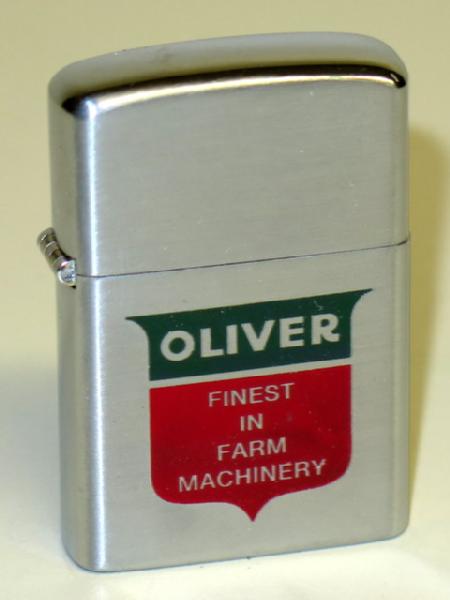 OLIVER
FINEST
IN
FARM
MACHINERY